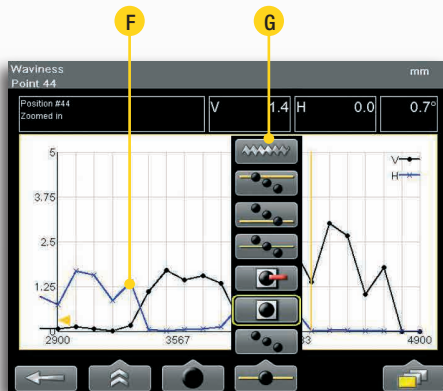 F G
Waviness mm
Point 44
Position #44
Zoomed in
V 1.4 H 0.0 0.7°
5
V
H
3.75
2.5
1.25
0
2900 3567 33 4900